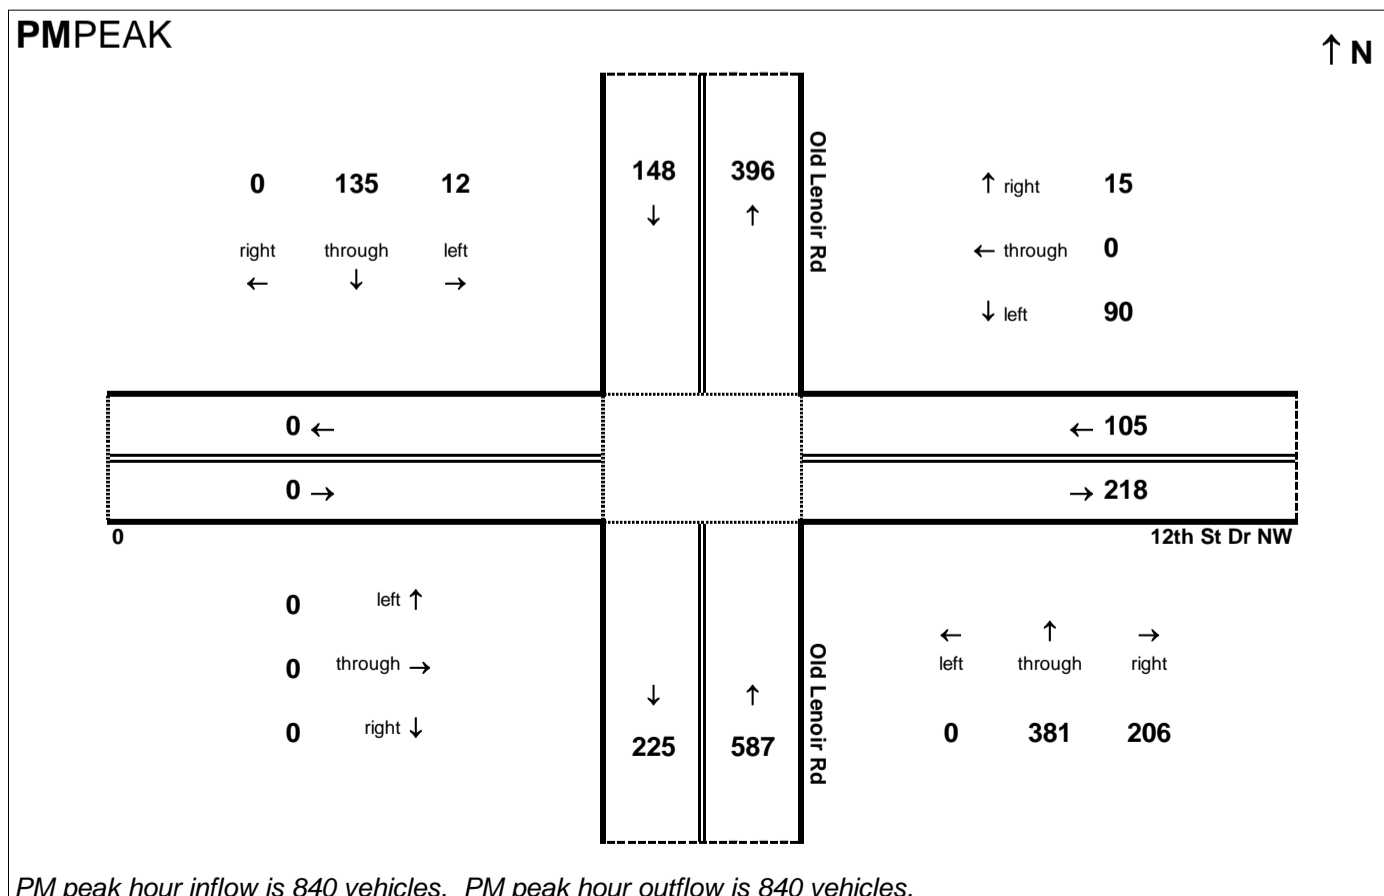 PMPEAK
↑ N
0 135 12
right through left
← ↓ →
148 396
↓ ↑
Old Lenoir Rd
↑ right 15
← through 0
↓ left 90
0 ←
← 105
0 →
→ 218
0
12th St Dr NW
0 left ↑
0 through →
0 right ↓
↓ ↑
225 587
Old Lenoir Rd
← ↑ →
left through right
0 381 206
PM peak hour inflow is 840 vehicles. PM peak hour outflow is 840 vehicles.